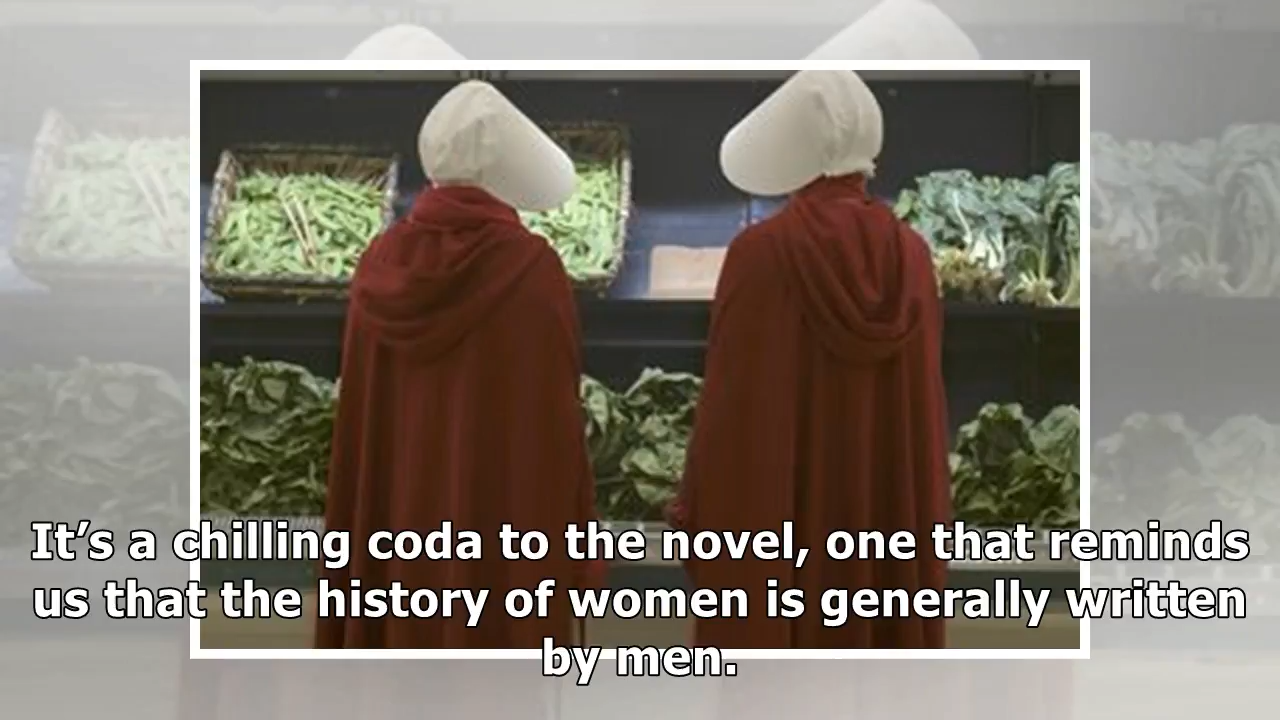 It’s a chilling coda to the novel, one that reminds
us that the history of women is generally written
by men.